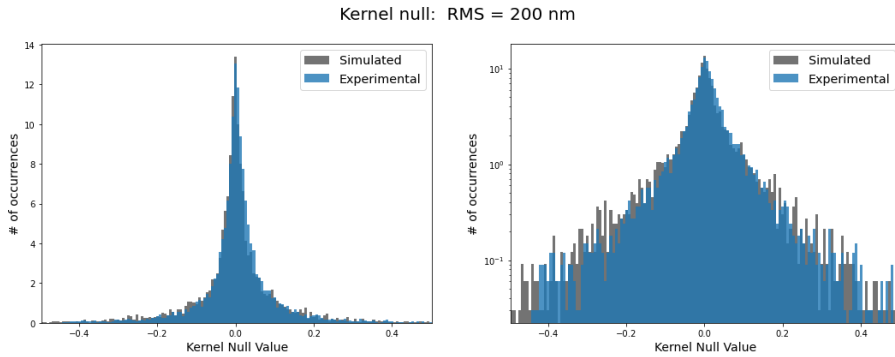 Kernel null:  RMS = 200 nm
14
12
10
8
6
4
2
0
# of occurrences
Simulated
Experimental
−0.4 −0.2 0.0 0.2 0.4
Kernel Null Value
10¹
10⁰
10⁻¹
# of occurrences
Simulated
Experimental
−0.4 −0.2 0.0 0.2 0.4
Kernel Null Value